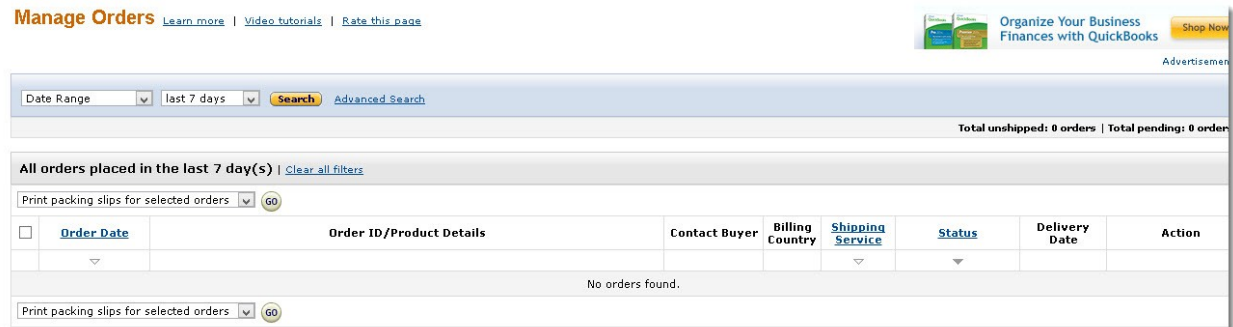 Manage Orders Learn more | Video tutorials | Rate this page
Organize Your Business
Finances with QuickBooks
Shop Now
Advertisemen
Date Range last 7 days Search Advanced Search
Total unshipped: 0 orders | Total pending: 0 order
All orders placed in the last 7 day(s) | Clear all filters
Print packing slips for selected orders GO
Order Date Order ID/Product Details Contact Buyer Billing Country Shipping Service Status Delivery Date Action
No orders found.
Print packing slips for selected orders GO